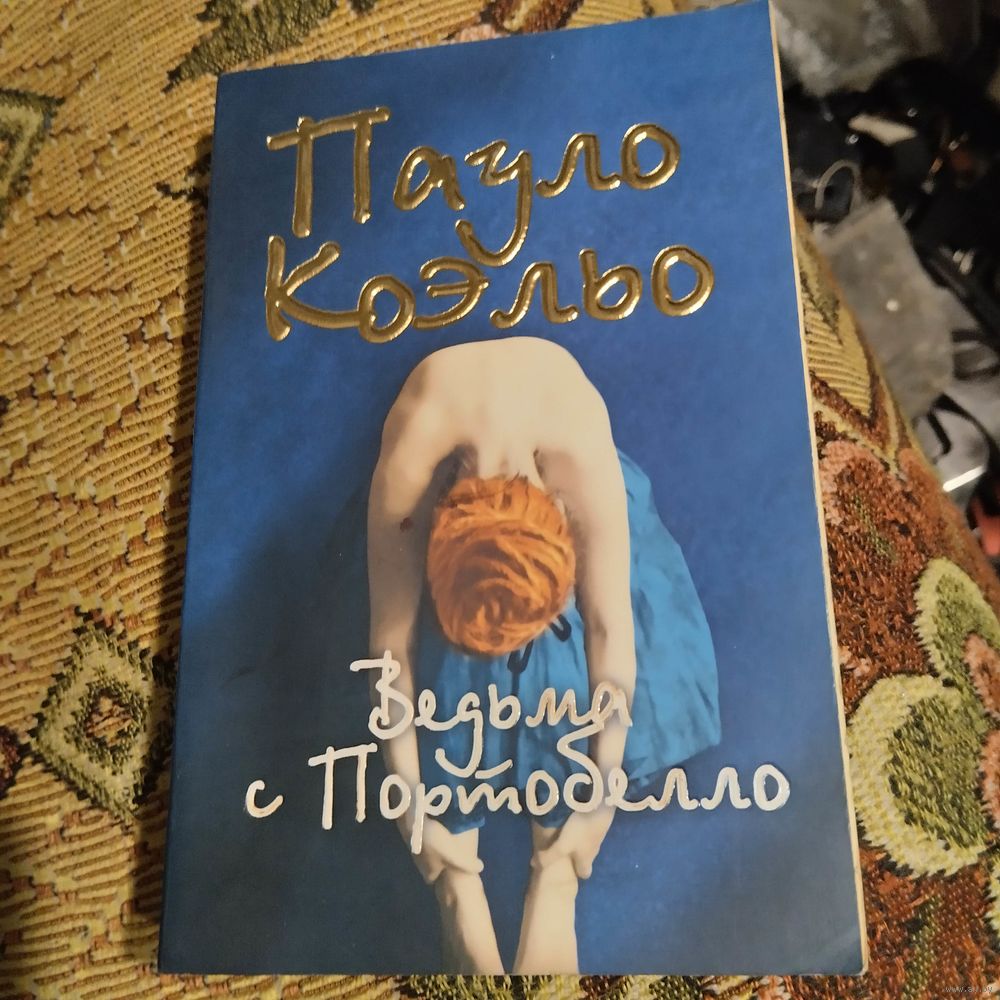 Пауло
Коэльо
Ведьма
с Портобелло